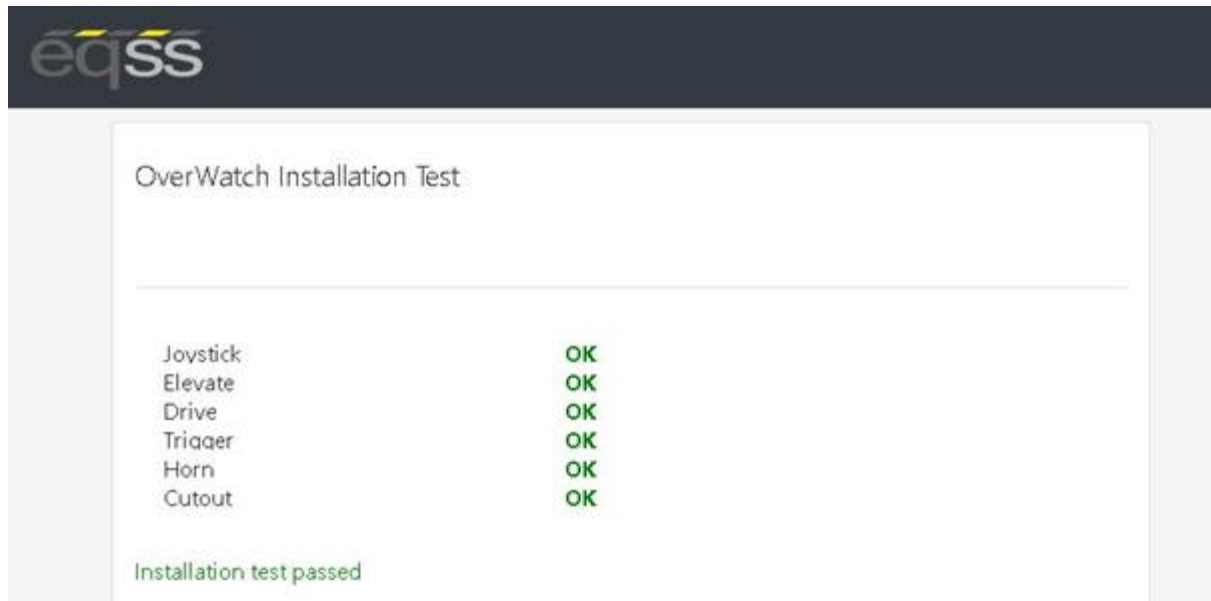 eqss
OverWatch Installation Test
Joystick OK
Elevate OK
Drive OK
Trigger OK
Horn OK
Cutout OK
Installation test passed